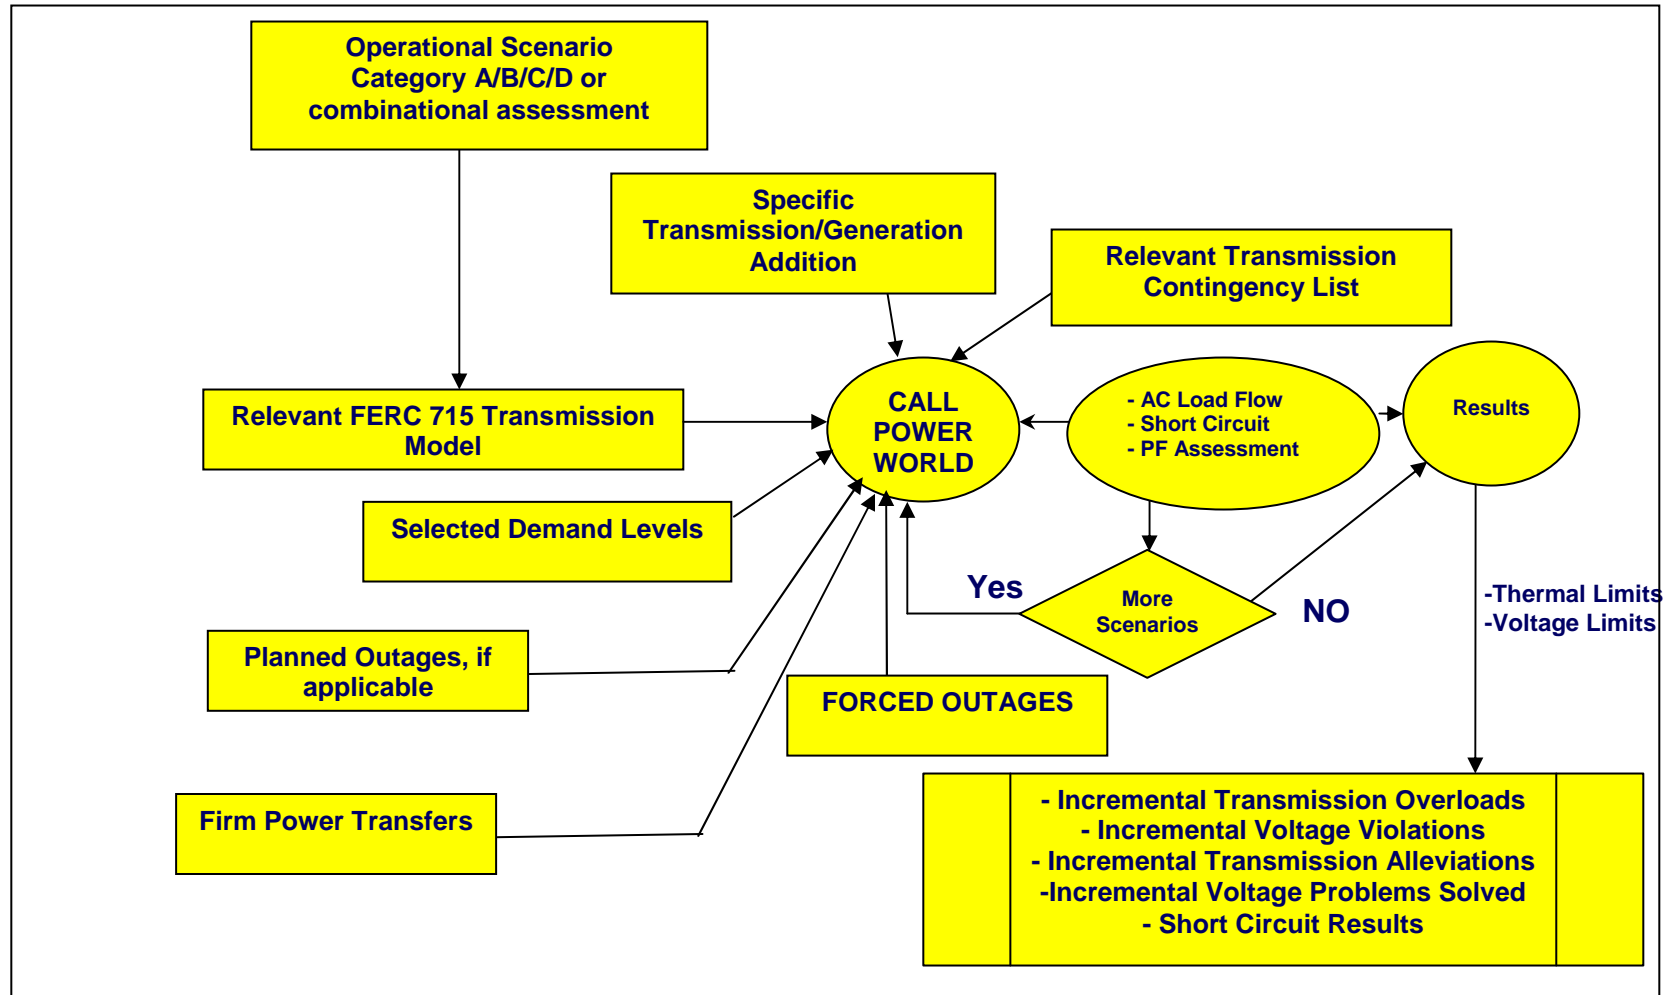 Operational Scenario
Category A/B/C/D or
combinational assessment
Specific
Transmission/Generation
Addition
Relevant Transmission
Contingency List
Relevant FERC 715 Transmission
Model
CALL
POWER
WORLD
- AC Load Flow
- Short Circuit
- PF Assessment
Results
Selected Demand Levels
Yes
More
Scenarios
NO
-Thermal Limits
-Voltage Limits
Planned Outages, if
applicable
FORCED OUTAGES
Firm Power Transfers
- Incremental Transmission Overloads
- Incremental Voltage Violations
- Incremental Transmission Alleviations
-Incremental Voltage Problems Solved
- Short Circuit Results